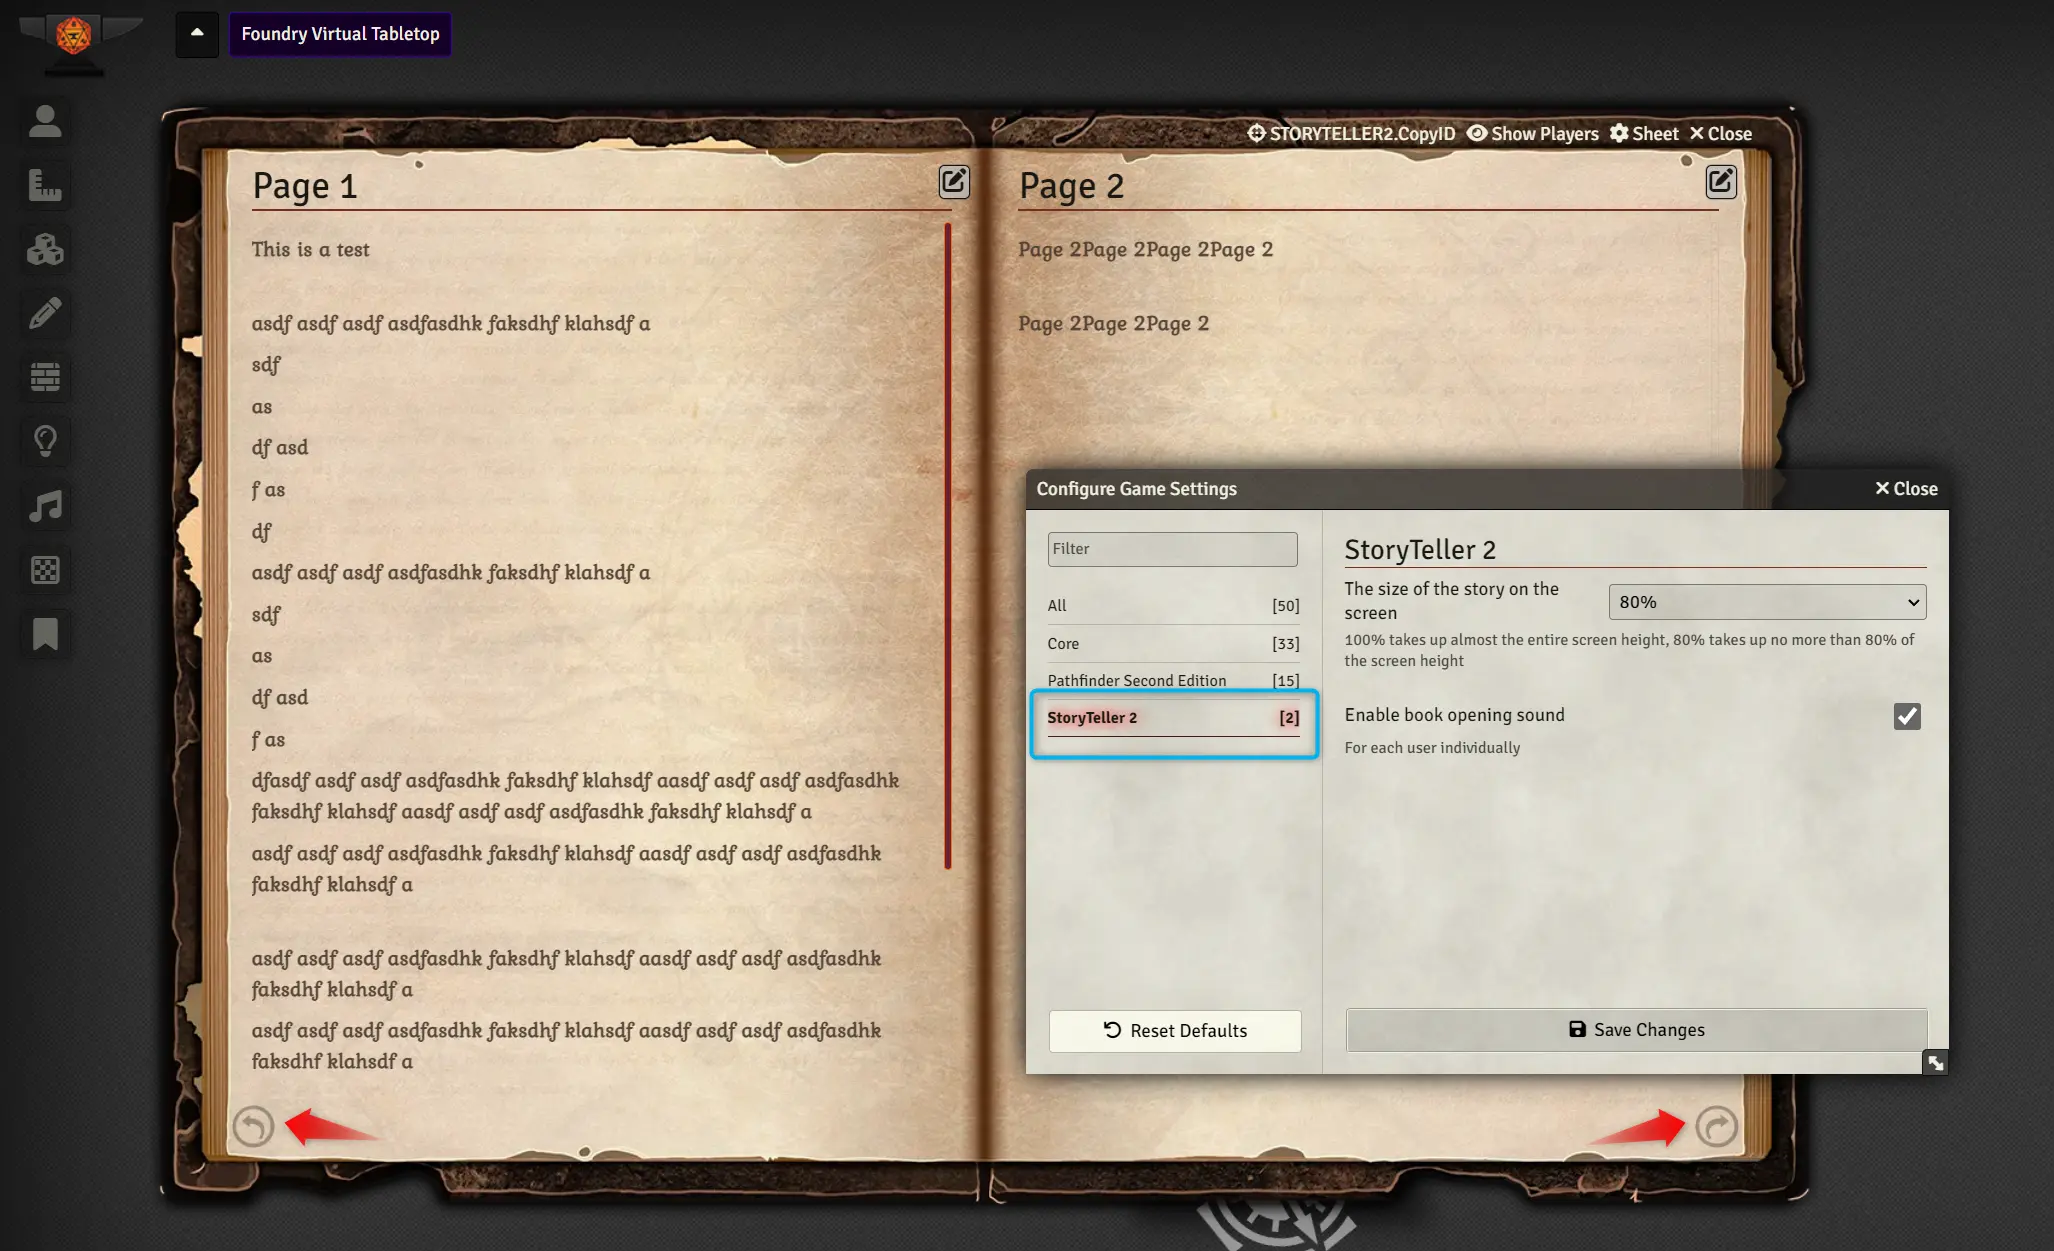 Foundry Virtual Tabletop
STORYTELLER2.CopyID Show Players Sheet Close
Page 1
This is a test
asdf asdf asdf asdfasdhk faksdhf klahsdf a
sdf
as
df asd
f as
df
asdf asdf asdf asdfasdhk faksdhf klahsdf a
sdf
as
df asd
f as
dfasdf asdf asdf asdfasdhk faksdhf klahsdf aasdf asdf asdf asdfasdhk
faksdhf klahsdf aasdf asdf asdf asdfasdhk faksdhf klahsdf a
asdf asdf asdf asdfasdhk faksdhf klahsdf aasdf asdf asdf asdfasdhk
faksdhf klahsdf a
asdf asdf asdf asdfasdhk faksdhf klahsdf aasdf asdf asdf asdfasdhk
faksdhf klahsdf a
asdf asdf asdf asdfasdhk faksdhf klahsdf aasdf asdf asdf asdfasdhk
faksdhf klahsdf a
Page 2
Page 2Page 2Page 2Page 2
Page 2Page 2Page 2
Configure Game Settings Close
Filter
All [50]
Core [33]
Pathfinder Second Edition [15]
StoryTeller 2 [2]
Reset Defaults
StoryTeller 2
The size of the story on the
screen
80%
100% takes up almost the entire screen height, 80% takes up no more than 80% of
the screen height
Enable book opening sound
For each user individually
Save Changes